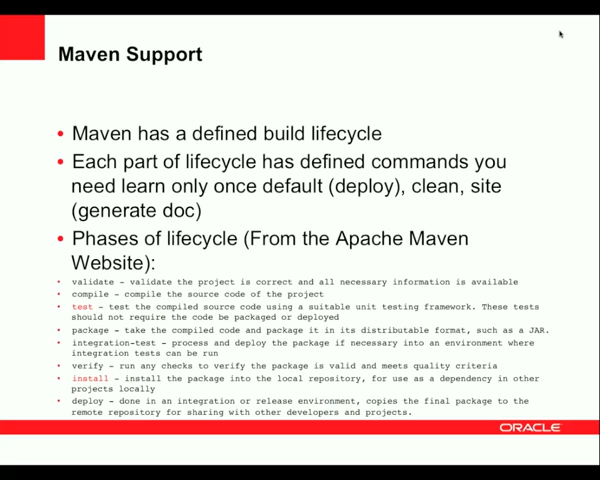 Maven Support
• Maven has a defined build lifecycle
• Each part of lifecycle has defined commands you
need learn only once default (deploy), clean, site
(generate doc)
• Phases of lifecycle (From the Apache Maven
Website):
• validate - validate the project is correct and all necessary information is available
• compile - compile the source code of the project
• test - test the compiled source code using a suitable unit testing framework. These tests
should not require the code be packaged or deployed
• package - take the compiled code and package it in its distributable format, such as a JAR.
• integration-test - process and deploy the package if necessary into an environment where
integration tests can be run
• verify - run any checks to verify the package is valid and meets quality criteria
• install - install the package into the local repository, for use as a dependency in other
projects locally
• deploy - done in an integration or release environment, copies the final package to the
remote repository for sharing with other developers and projects.
ORACLE